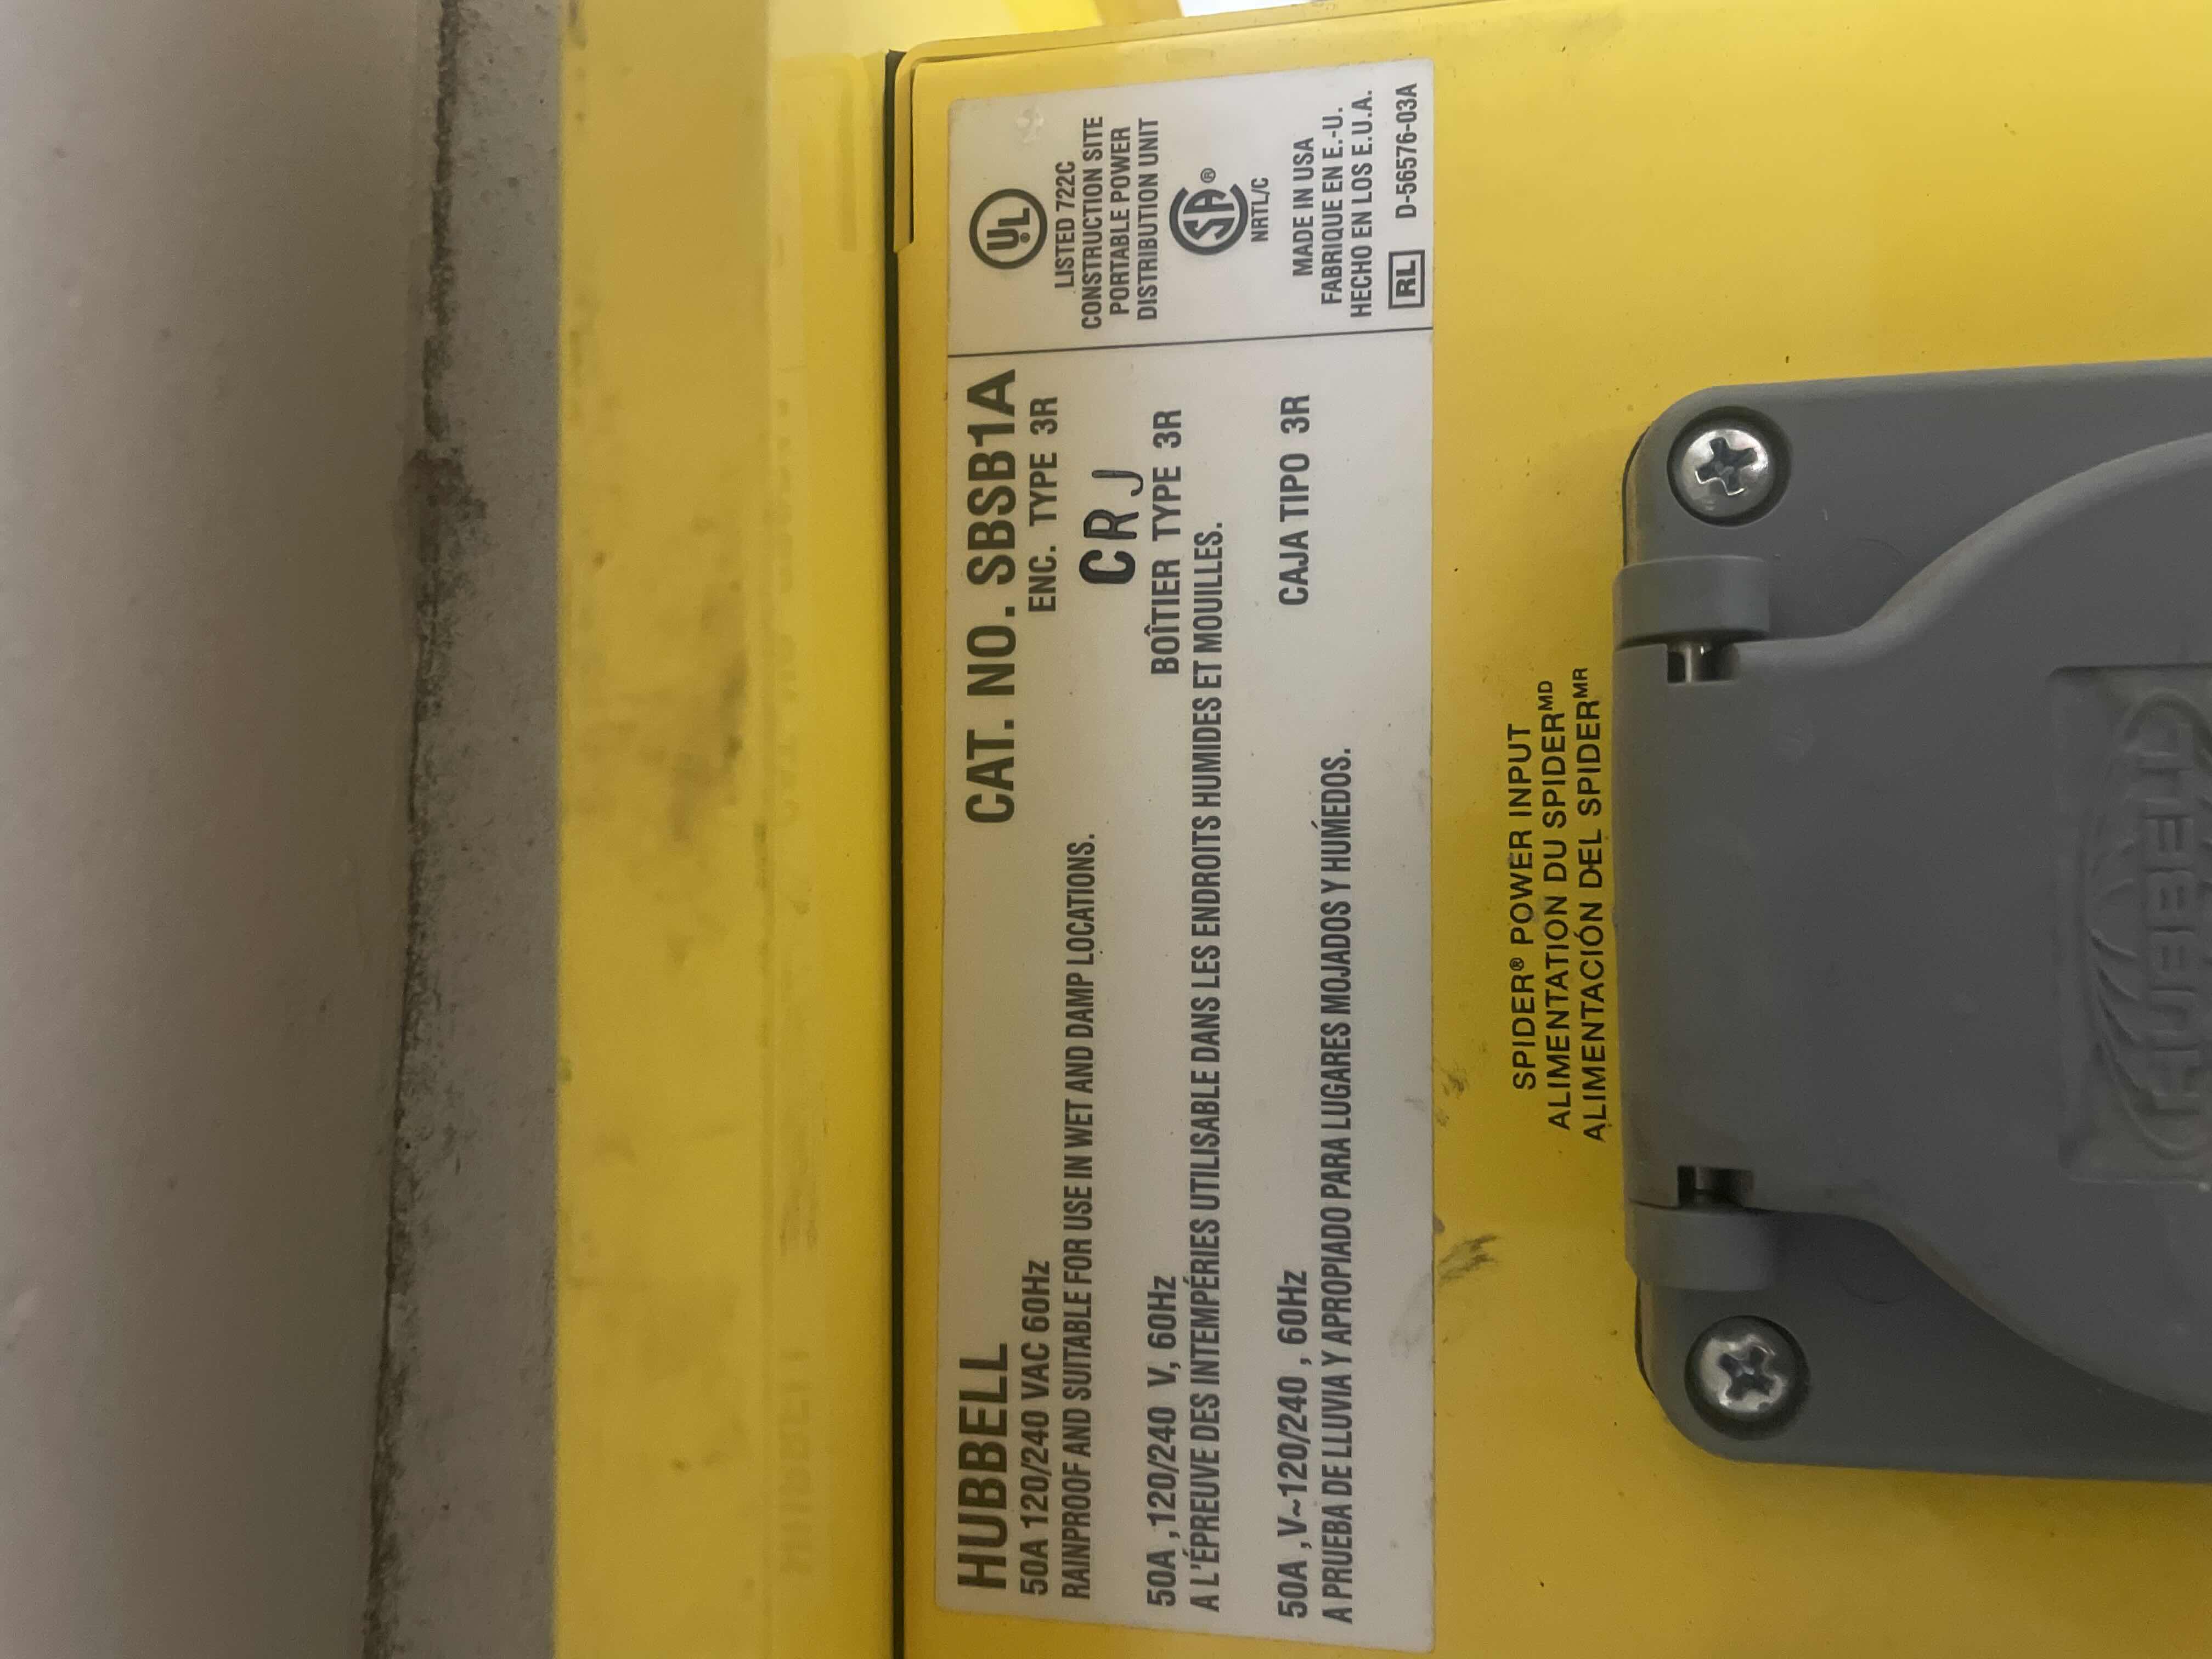 HUBBELL CAT. NO. SBSB1A
50A 120/240 VAC 60Hz ENC. TYPE 3R
RAINPROOF AND SUITABLE FOR USE IN WET AND DAMP LOCATIONS.
CRJ
50A ,120/240 V, 60Hz BOÎTIER TYPE 3R
A L'ÉPREUVE DES INTEMPÉRIES UTILISABLE DANS LES ENDROITS HUMIDES ET MOUILLES.
50A , V~120/240 , 60Hz CAJA TIPO 3R
A PRUEBA DE LLUVIA Y APROPIADO PARA LUGARES MOJADOS Y HUMÉDOS.
UL
LISTED 722C
CONSTRUCTION SITE
PORTABLE POWER
DISTRIBUTION UNIT
SA®
NRTL/C
MADE IN USA
FABRIQUE EN E.-U.
HECHO EN LOS E.U.A.
RL D-56576-03A
SPIDER® POWER INPUT
ALIMENTATION DU SPIDERMD
ALIMENTACIÓN DEL SPIDERMR
HUBBELL